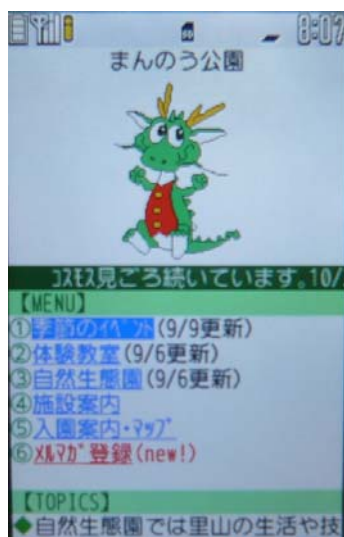 8:07
まんのう公園
ｺｽﾓｽ見ごろ続いています。10/
【MENU】
①季節のｲﾍﾞﾝﾄ(9/9更新)
②体験教室(9/6更新)
③自然生態園(9/6更新)
④施設案内
⑤入園案内・ﾏｯﾌﾟ
⑥ﾒﾙﾏｶﾞ登録(new!)
【TOPICS】
◆自然生態園では里山の生活や技